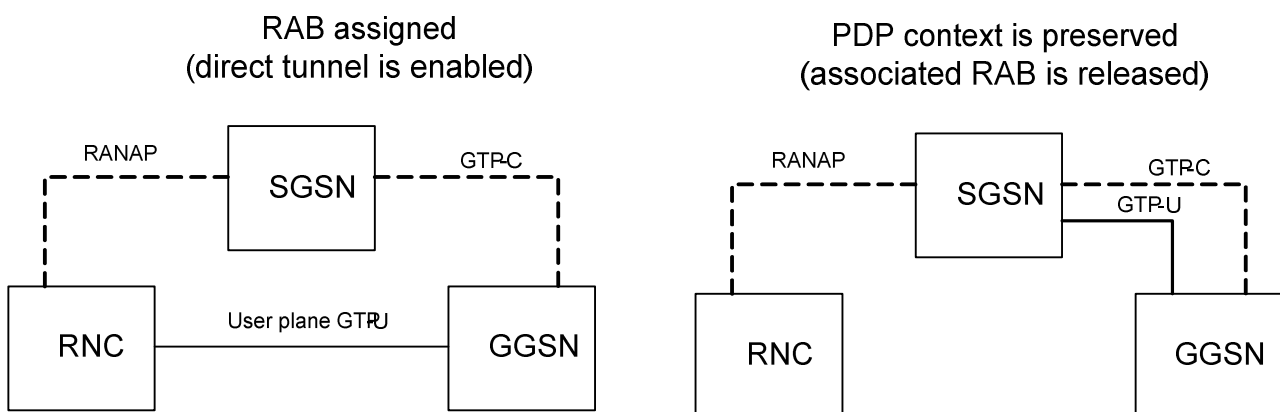 RAB assigned
(direct tunnel is enabled)
RANAP
SGSN
GTP-C
RNC
User plane GTP-U
GGSN
PDP context is preserved
(associated RAB is released)
RANAP
SGSN
GTP-C
GTP-U
RNC
GGSN